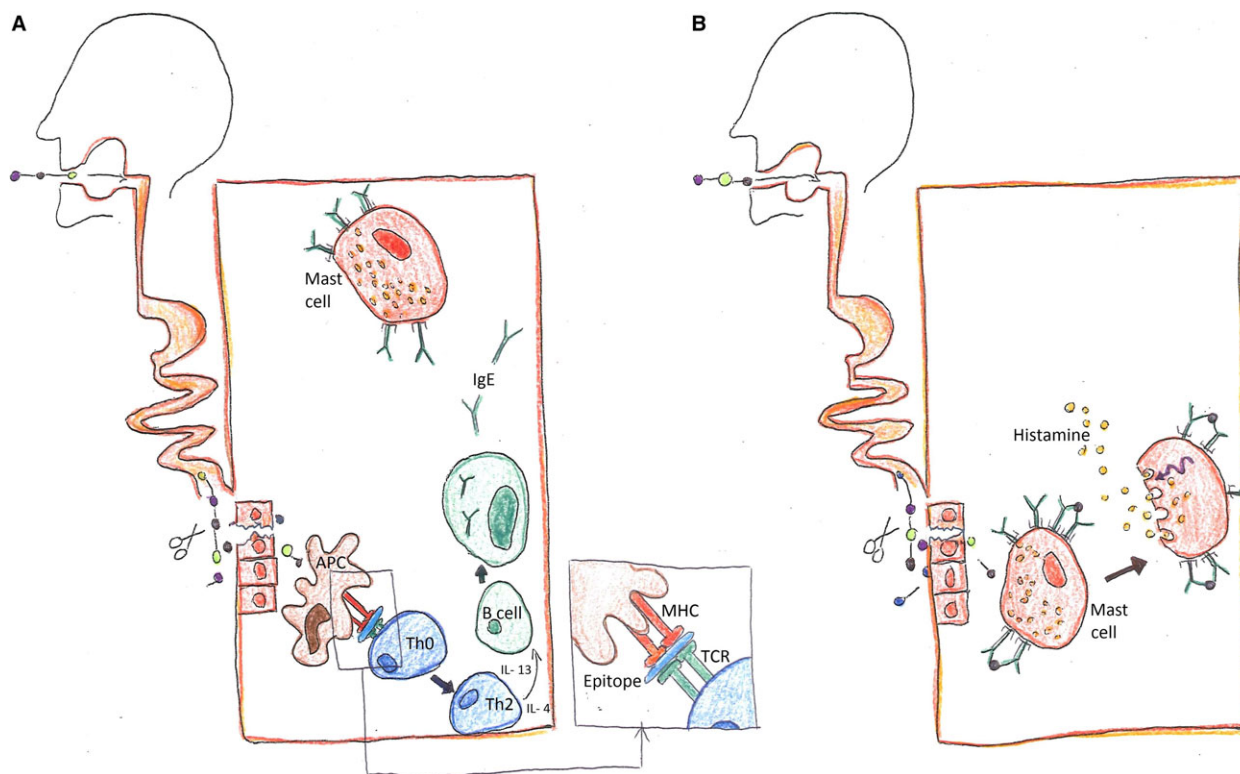 A
B
Mast
cell
IgE
Histamine
APC
B cell
Th0
IL- 13
Th2
IL- 4
MHC
TCR
Epitope
Mast
cell